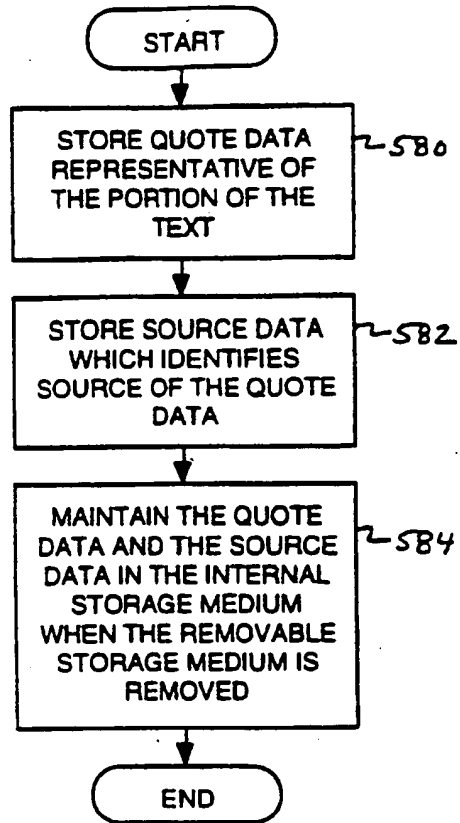 START
STORE QUOTE DATA
REPRESENTATIVE OF
THE PORTION OF THE
TEXT
580
STORE SOURCE DATA
WHICH IDENTIFIES
SOURCE OF THE QUOTE
DATA
582
MAINTAIN THE QUOTE
DATA AND THE SOURCE
DATA IN THE INTERNAL
STORAGE MEDIUM
WHEN THE REMOVABLE
STORAGE MEDIUM IS
REMOVED
584
END